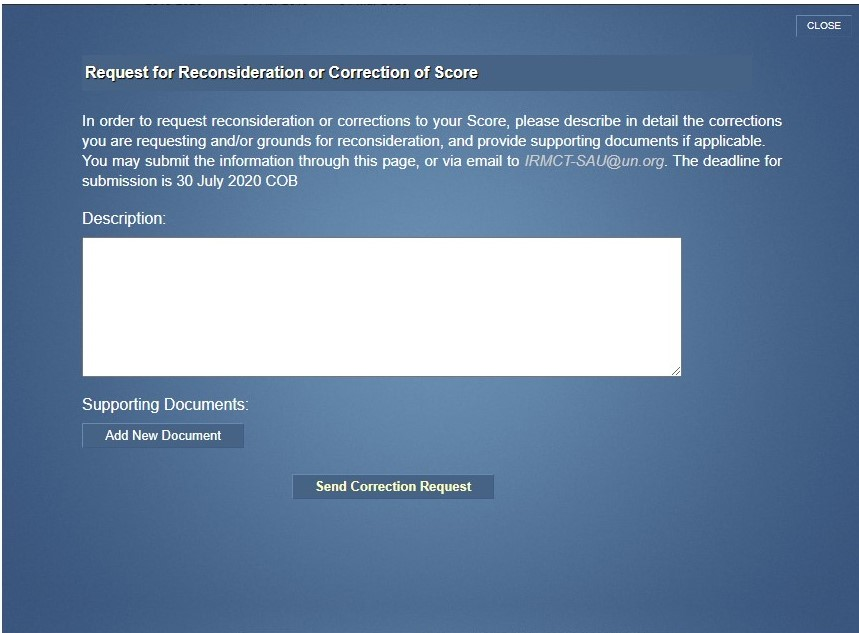 CLOSE
Request for Reconsideration or Correction of Score
In order to request reconsideration or corrections to your Score, please describe in detail the corrections
you are requesting and/or grounds for reconsideration, and provide supporting documents if applicable.
You may submit the information through this page, or via email to IRMCT-SAU@un.org. The deadline for
submission is 30 July 2020 COB
Description:
Supporting Documents:
Add New Document
Send Correction Request